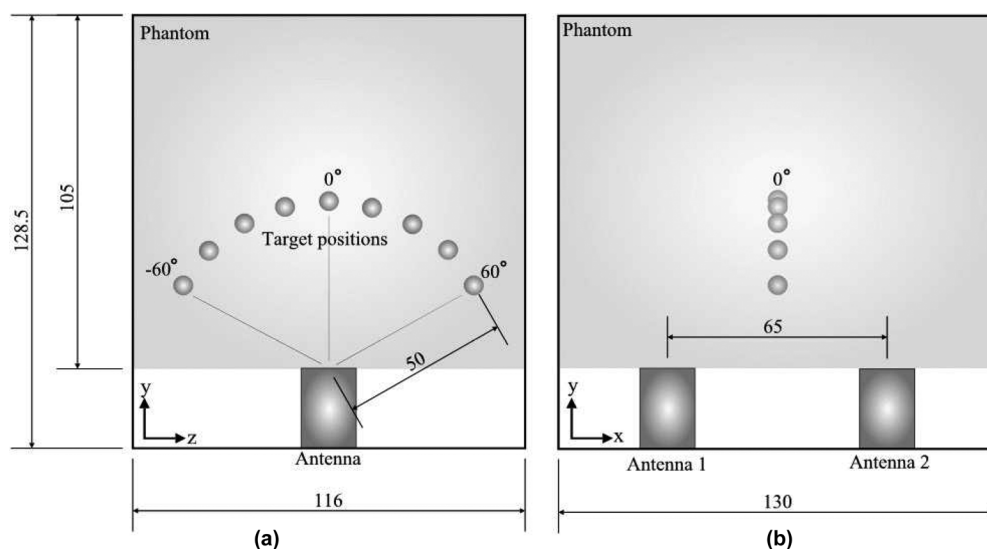 Phantom
0°
Target positions
-60°
60°
50
105
128.5
y
z
Antenna
116
(a)
Phantom
0°
65
y
x
Antenna 1
Antenna 2
130
(b)